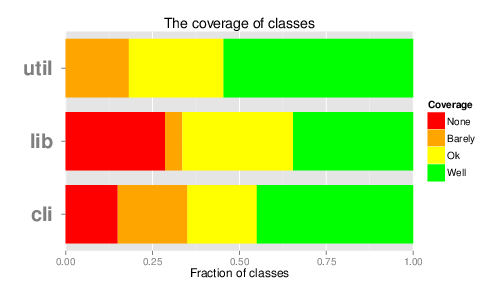 The coverage of classes
util
lib
cli
0.00 0.25 0.50 0.75 1.00
Fraction of classes
Coverage
None
Barely
Ok
Well